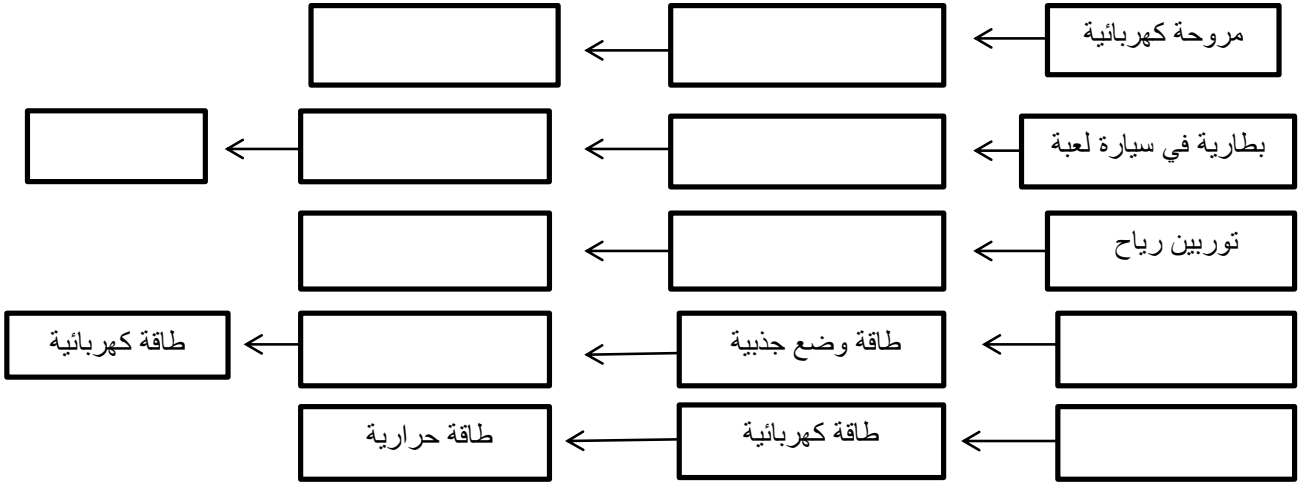 مروحة كهربائية
بطارية في سيارة لعبة
توربين رياح
طاقة وضع جذبية
طاقة كهربائية
طاقة كهربائية
طاقة حرارية